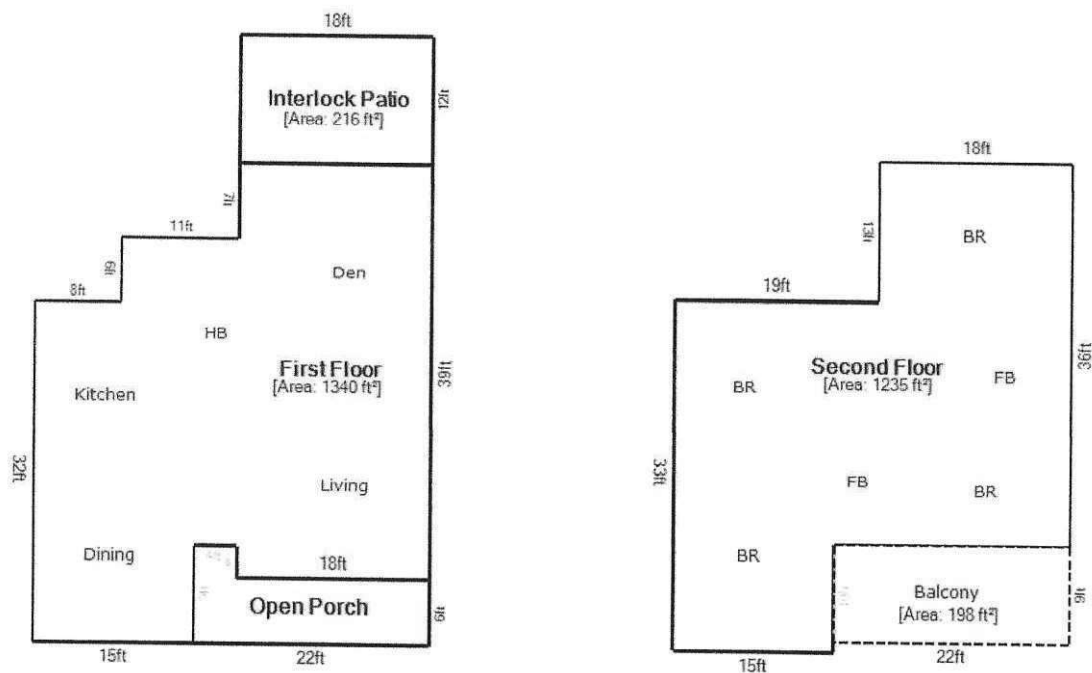 18ft
Interlock Patio
[Area: 216 ft²]
12ft
7ft
11ft
6ft
8ft
Den
HB
First Floor
[Area: 1340 ft²]
Kitchen
39ft
32ft
Living
Dining
18ft
Open Porch
6ft
15ft
22ft
18ft
13ft
BR
19ft
Second Floor
[Area: 1235 ft²]
36ft
FB
BR
33ft
FB
BR
BR
Balcony
[Area: 198 ft²]
9ft
15ft
22ft